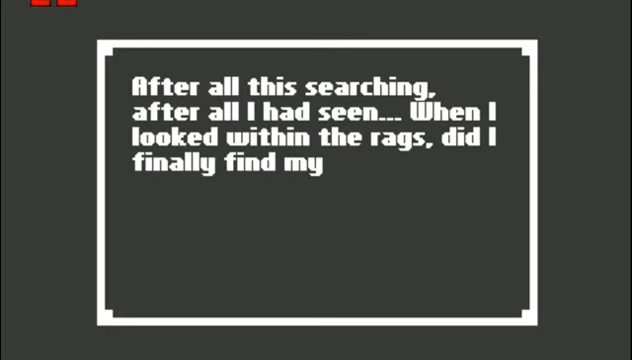 After all this searching,
after all I had seen... When I
looked within the rags, did I
finally find my